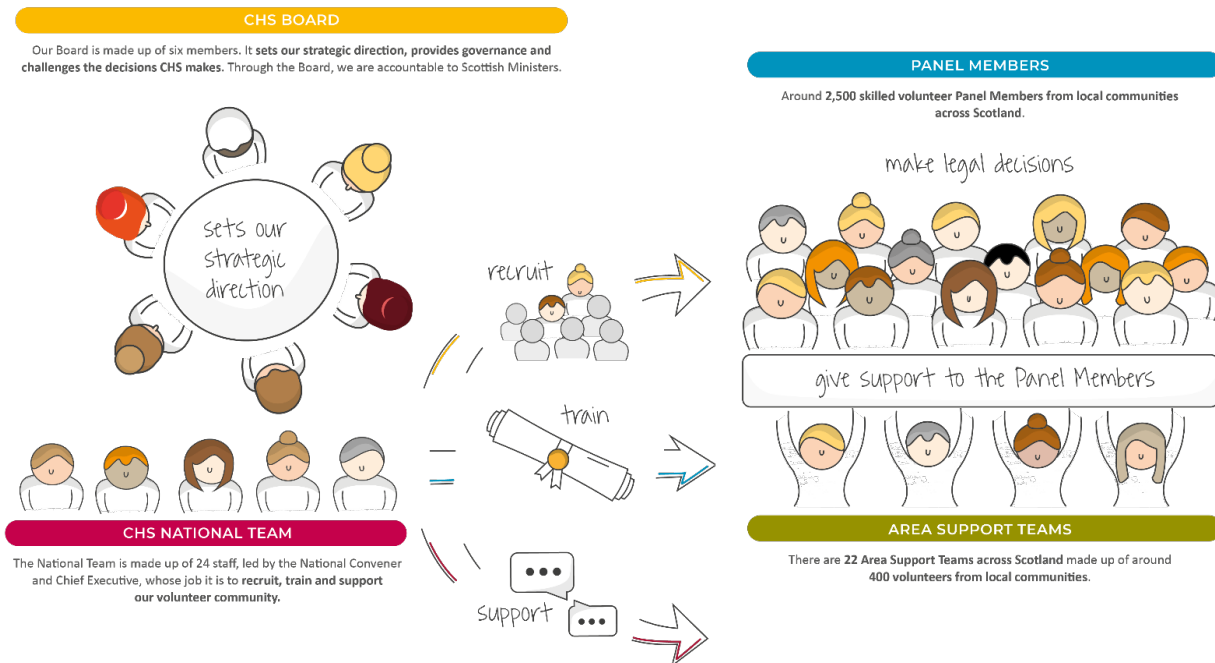 CHS BOARD
Our Board is made up of six members. It sets our strategic direction, provides governance and
challenges the decisions CHS makes. Through the Board, we are accountable to Scottish Ministers.
sets our
strategic
direction
CHS NATIONAL TEAM
The National Team is made up of 24 staff, led by the National Convener
and Chief Executive, whose job it is to recruit, train and support
our volunteer community.
recruit
train
support
PANEL MEMBERS
Around 2,500 skilled volunteer Panel Members from local communities
across Scotland.
make legal decisions
give support to the Panel Members
AREA SUPPORT TEAMS
There are 22 Area Support Teams across Scotland made up of around
400 volunteers from local communities.